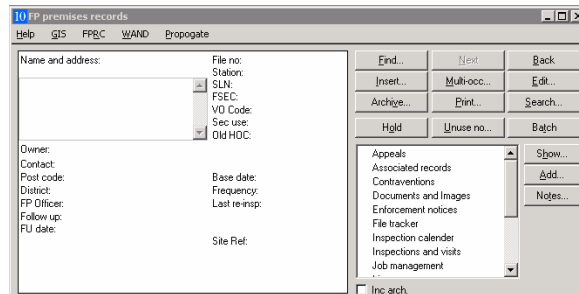 10 FP premises records
Help GIS FPRC WAND Propogate
Name and address:
File no:
Station:
SLN:
FSEC:
VO Code:
Sec use:
Old HOC:
Owner:
Contact:
Post code:
Base date:
District:
Frequency:
FP Officer:
Last re-insp:
Follow up:
FU date:
Site Ref:
Find... Next Back
Insert... Multi-occ... Edit...
Archive... Print... Search...
Hold Unuse no... Batch
Appeals
Associated records
Contraventions
Documents and Images
Enforcement notices
File tracker
Inspection calender
Inspections and visits
Job management
Show...
Add...
Notes...
Inc arch.